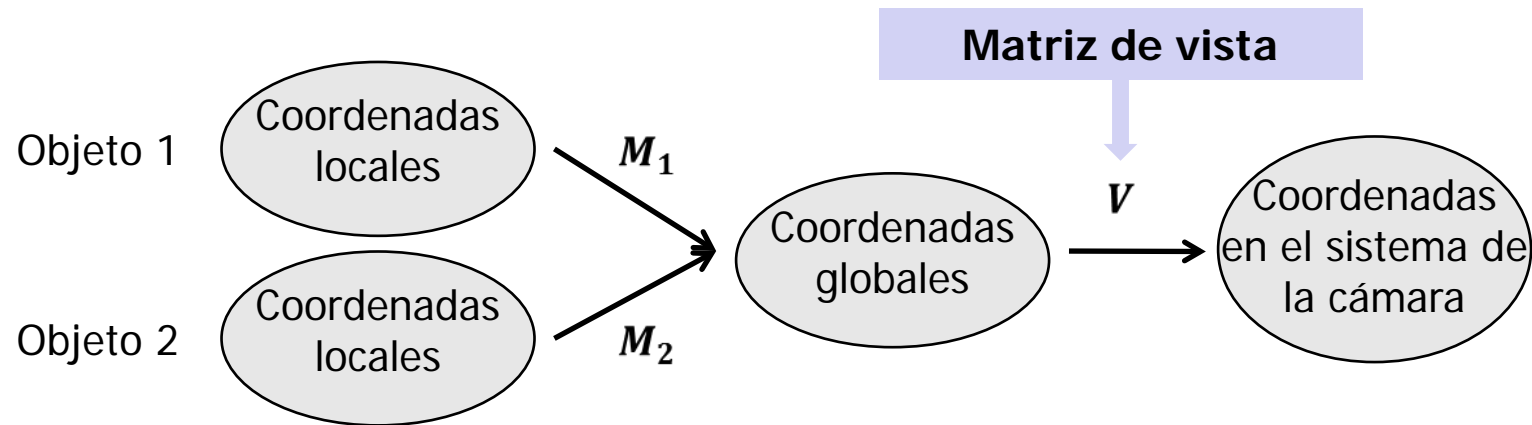 Matriz de vista
Objeto 1
Coordenadas
locales
M₁
Objeto 2
Coordenadas
locales
M₂
Coordenadas
globales
V
Coordenadas
en el sistema de
la cámara